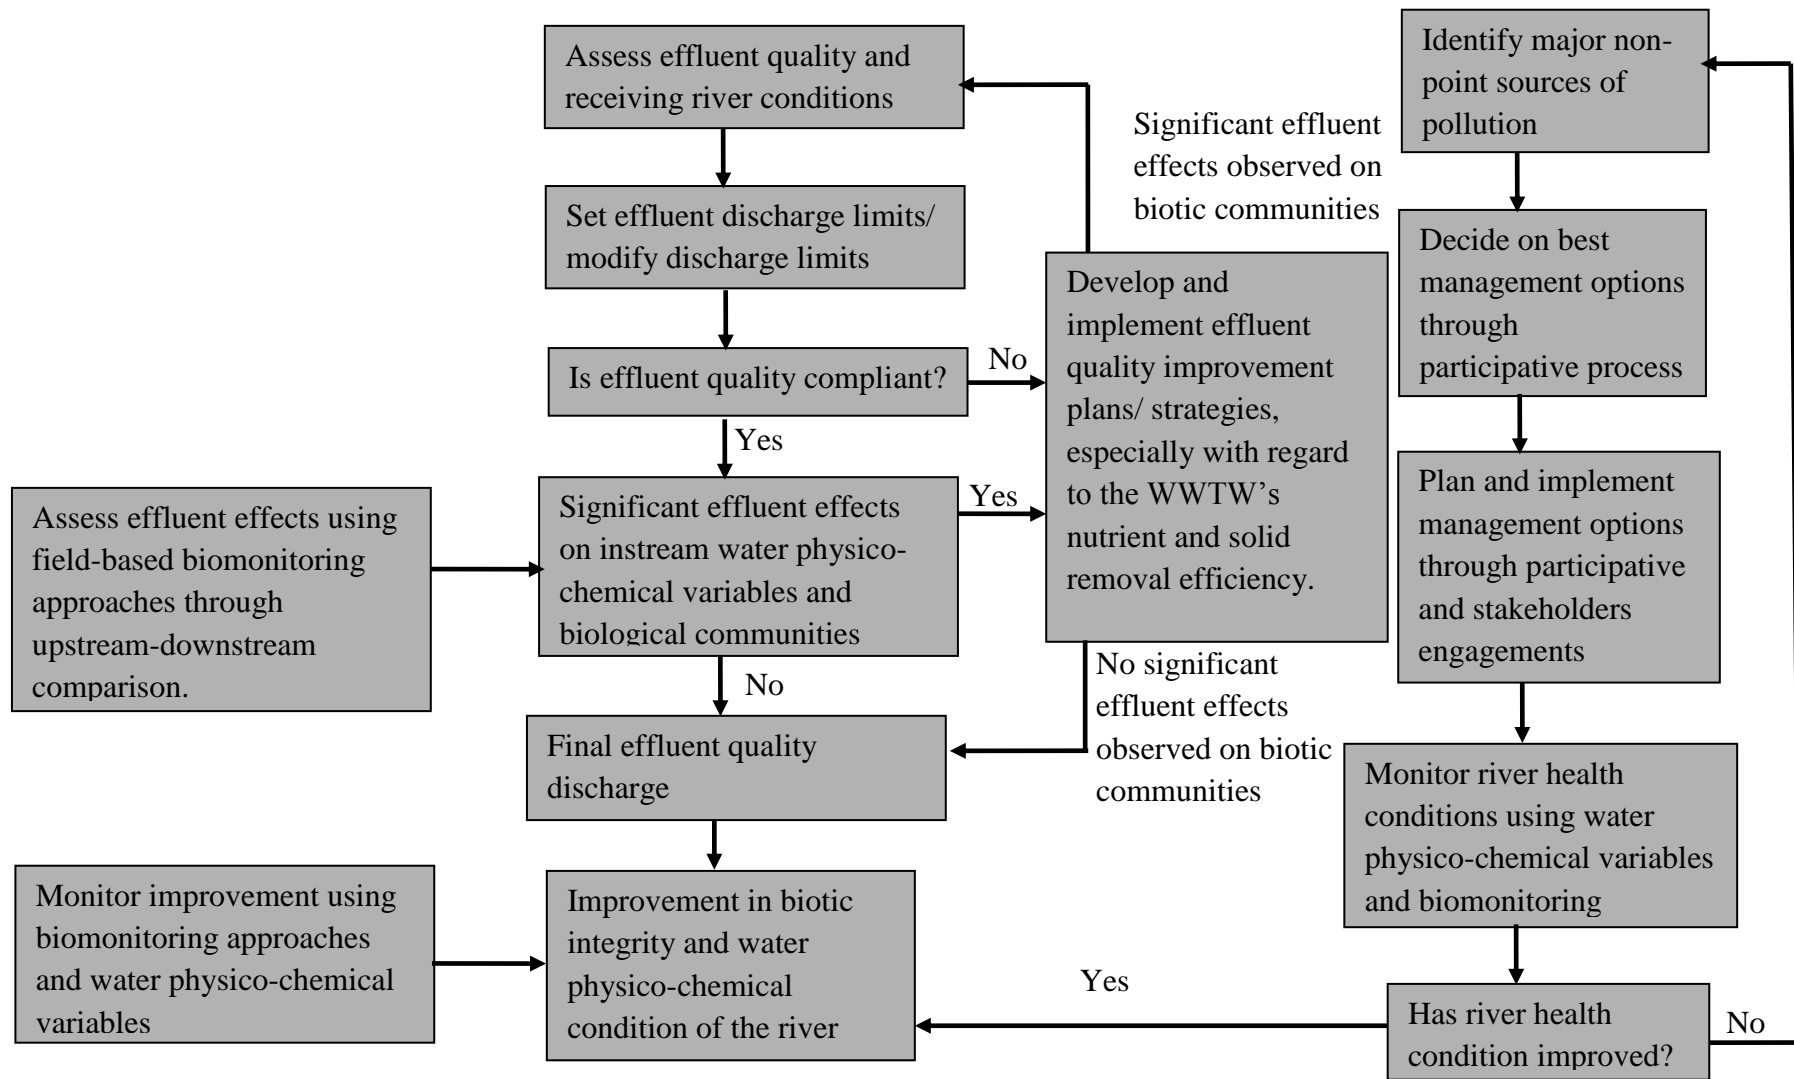 Assess effluent quality and
receiving river conditions
Set effluent discharge limits/
modify discharge limits
Is effluent quality compliant?
No
Yes
Assess effluent effects using
field-based biomonitoring
approaches through
upstream-downstream
comparison.
Significant effluent effects
on instream water physico-
chemical variables and
biological communities
Yes
No
Final effluent quality
discharge
Monitor improvement using
biomonitoring approaches
and water physico-chemical
variables
Improvement in biotic
integrity and water
physico-chemical
condition of the river
Significant effluent
effects observed on
biotic communities
Develop and
implement effluent
quality improvement
plans/ strategies,
especially with regard
to the WWTW’s
nutrient and solid
removal efficiency.
No significant
effluent effects
observed on biotic
communities
Identify major non-
point sources of
pollution
Decide on best
management options
through
participative process
Plan and implement
management options
through participative
and stakeholders
engagements
Monitor river health
conditions using water
physico-chemical variables
and biomonitoring
Yes
Has river health
condition improved?
No